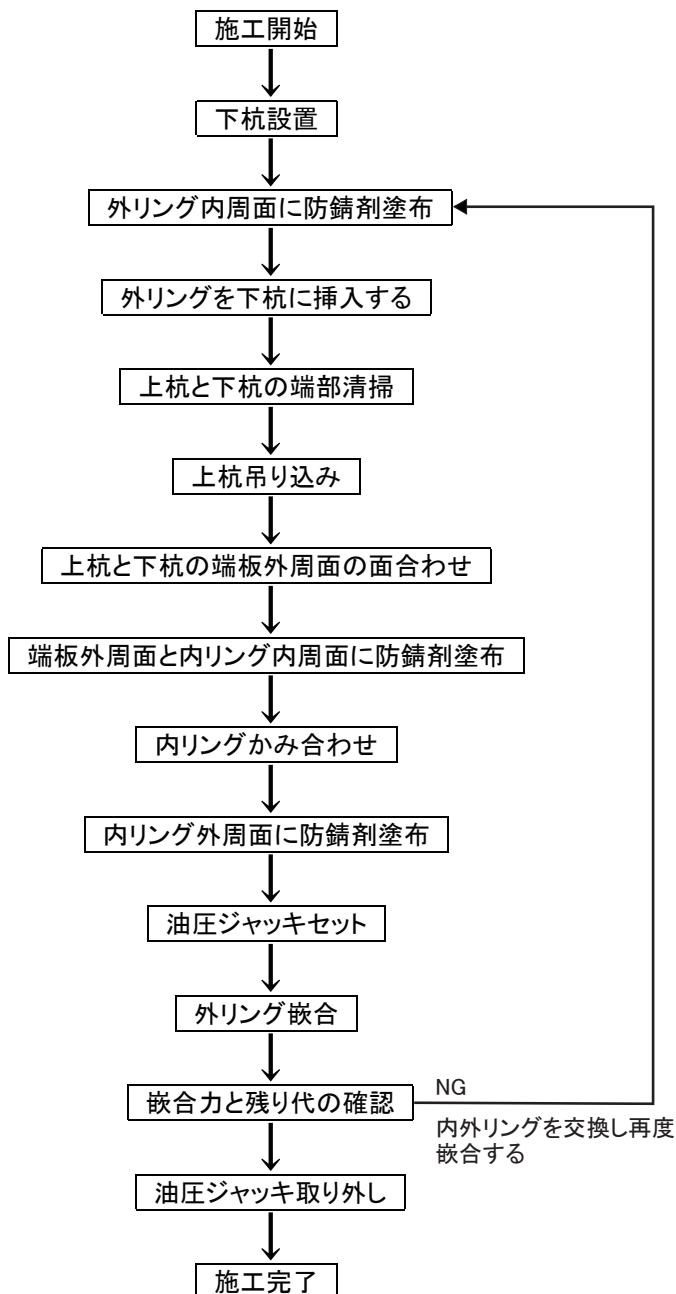 施工開始
下杭設置
外リング内周面に防錆剤塗布
外リングを下杭に挿入する
上杭と下杭の端部清掃
上杭吊り込み
上杭と下杭の端板外周面の面合わせ
端板外周面と内リング内周面に防錆剤塗布
内リングかみ合わせ
内リング外周面に防錆剤塗布
油圧ジャッキセット
外リング嵌合
嵌合力と残り代の確認
NG
内外リングを交換し再度
嵌合する
油圧ジャッキ取り外し
施工完了